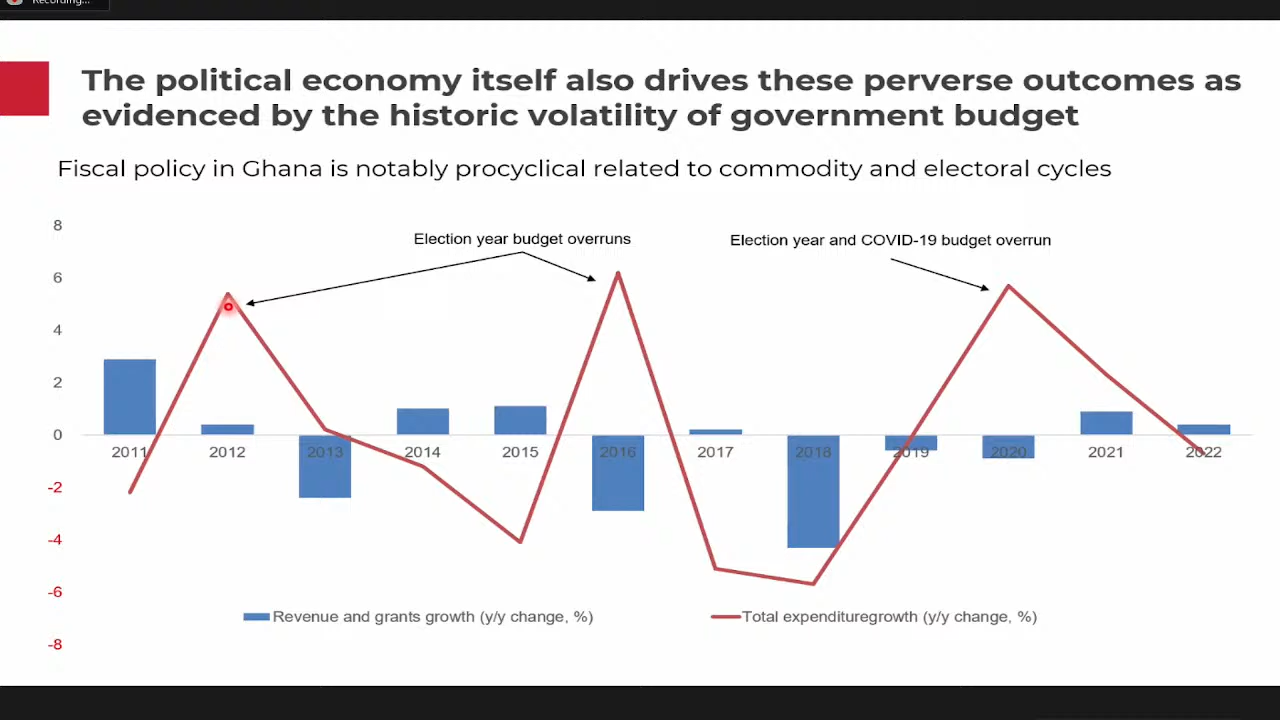 Recording...
The political economy itself also drives these perverse outcomes as
evidenced by the historic volatility of government budget
Fiscal policy in Ghana is notably procyclical related to commodity and electoral cycles
8
Election year budget overruns
Election year and COVID-19 budget overrun
6
4
2
0
2011 2012 2013 2014 2015 2016 2017 2018 2019 2020 2021 2022
-2
-4
-6
Revenue and grants growth (y/y change, %)
Total expendituregrowth (y/y change, %)
-8